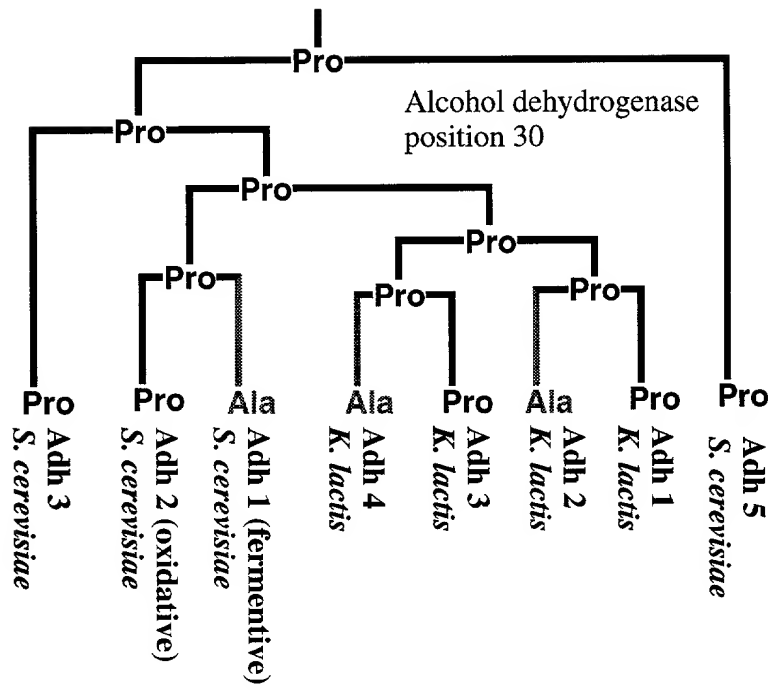 Pro
Alcohol dehydrogenase
position 30
Pro
Pro
Pro
Pro
Pro
Pro
Pro
Pro
Ala
Ala
Pro
Ala
Pro
Pro
Adh 3
S. cerevisiae
Adh 2 (oxidative)
S. cerevisiae
Adh 1 (fermentive)
S. cerevisiae
Adh 4
K. lactis
Adh 3
K. lactis
Adh 2
K. lactis
Adh 1
K. lactis
Adh 5
S. cerevisiae